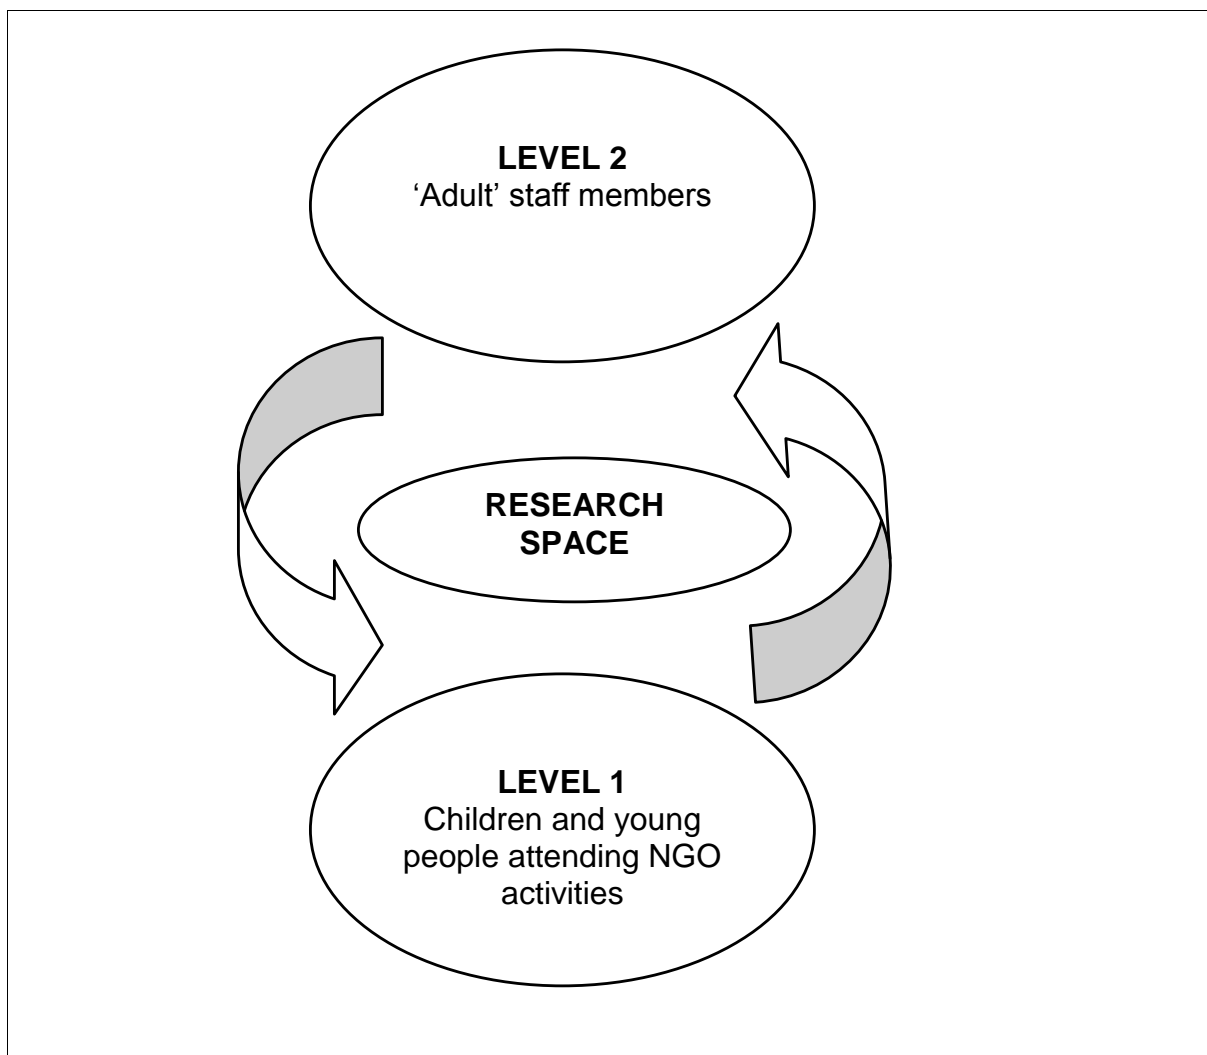 LEVEL 2
‘Adult’ staff members
RESEARCH
SPACE
LEVEL 1
Children and young
people attending NGO
activities